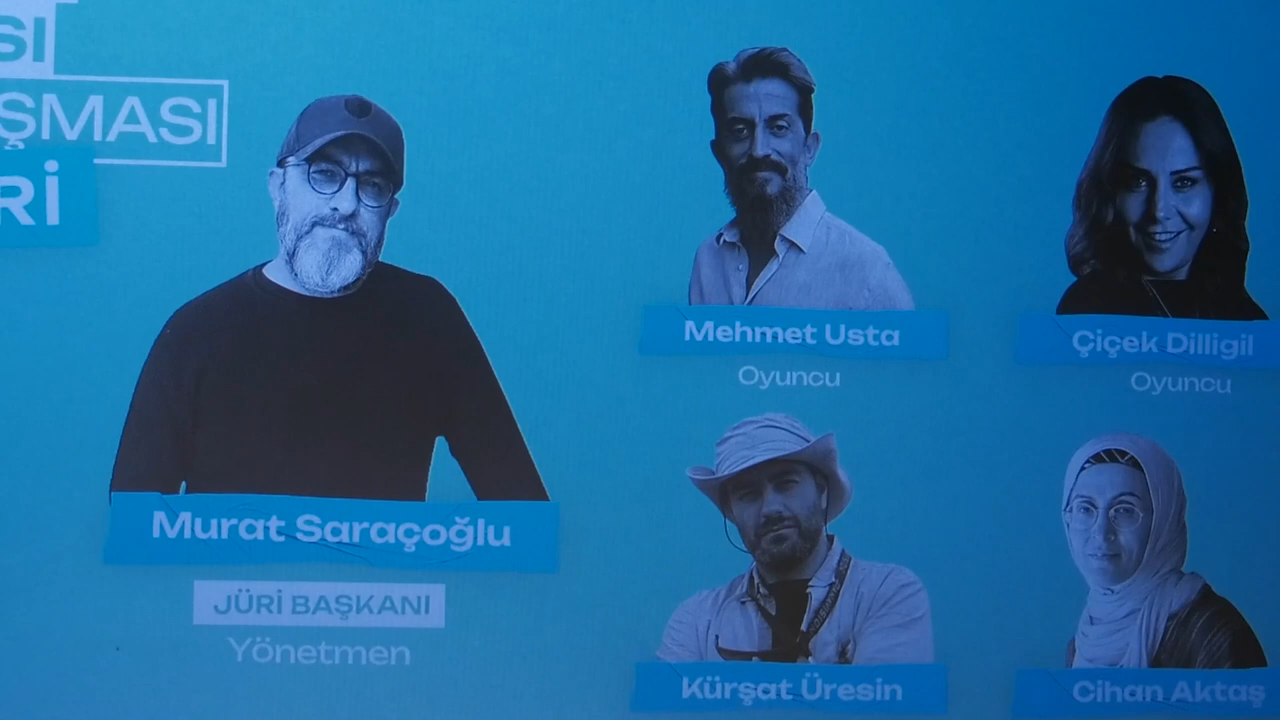 SI
ŞMASI
Rİ
Murat Saraçoğlu
JÜRİ BAŞKANI
Yönetmen
Mehmet Usta
Oyuncu
Çiçek Dilligil
Oyuncu
Kürşat Üresin
Cihan Aktaş